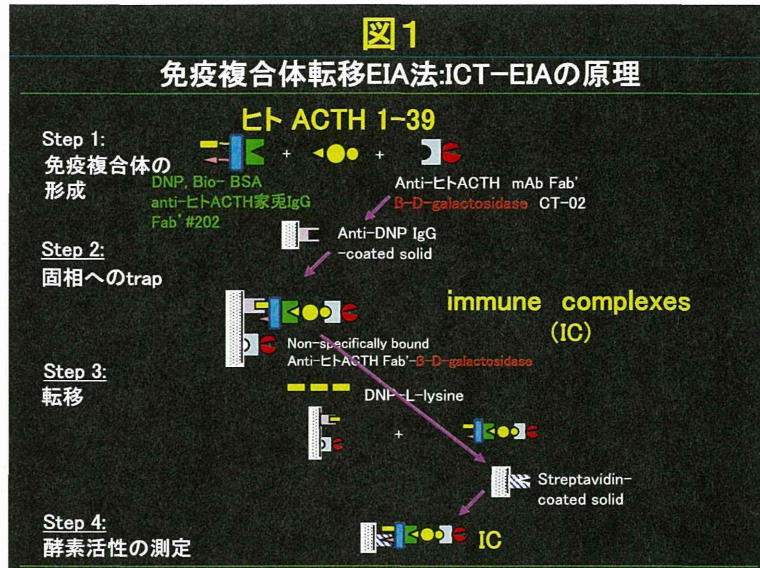 図1
免疫複合体転移EIA法:ICT-EIAの原理
ヒト ACTH 1-39
Step 1:
免疫複合体の
形成
+
+
DNP, Bio- BSA
anti-ヒトACTH家兎IgG
Fab' #202
Anti-ヒトACTH mAb Fab'
β-D-galactosidase CT-02
Anti-DNP IgG
-coated solid
Step 2:
固相へのtrap
immune complexes
(IC)
Non-specifically bound
Anti-ヒトACTH Fab'-β-D-galactosidase
Step 3:
転移
DNP-L-lysine
+
Streptavidin-
coated solid
Step 4:
酵素活性の測定
IC